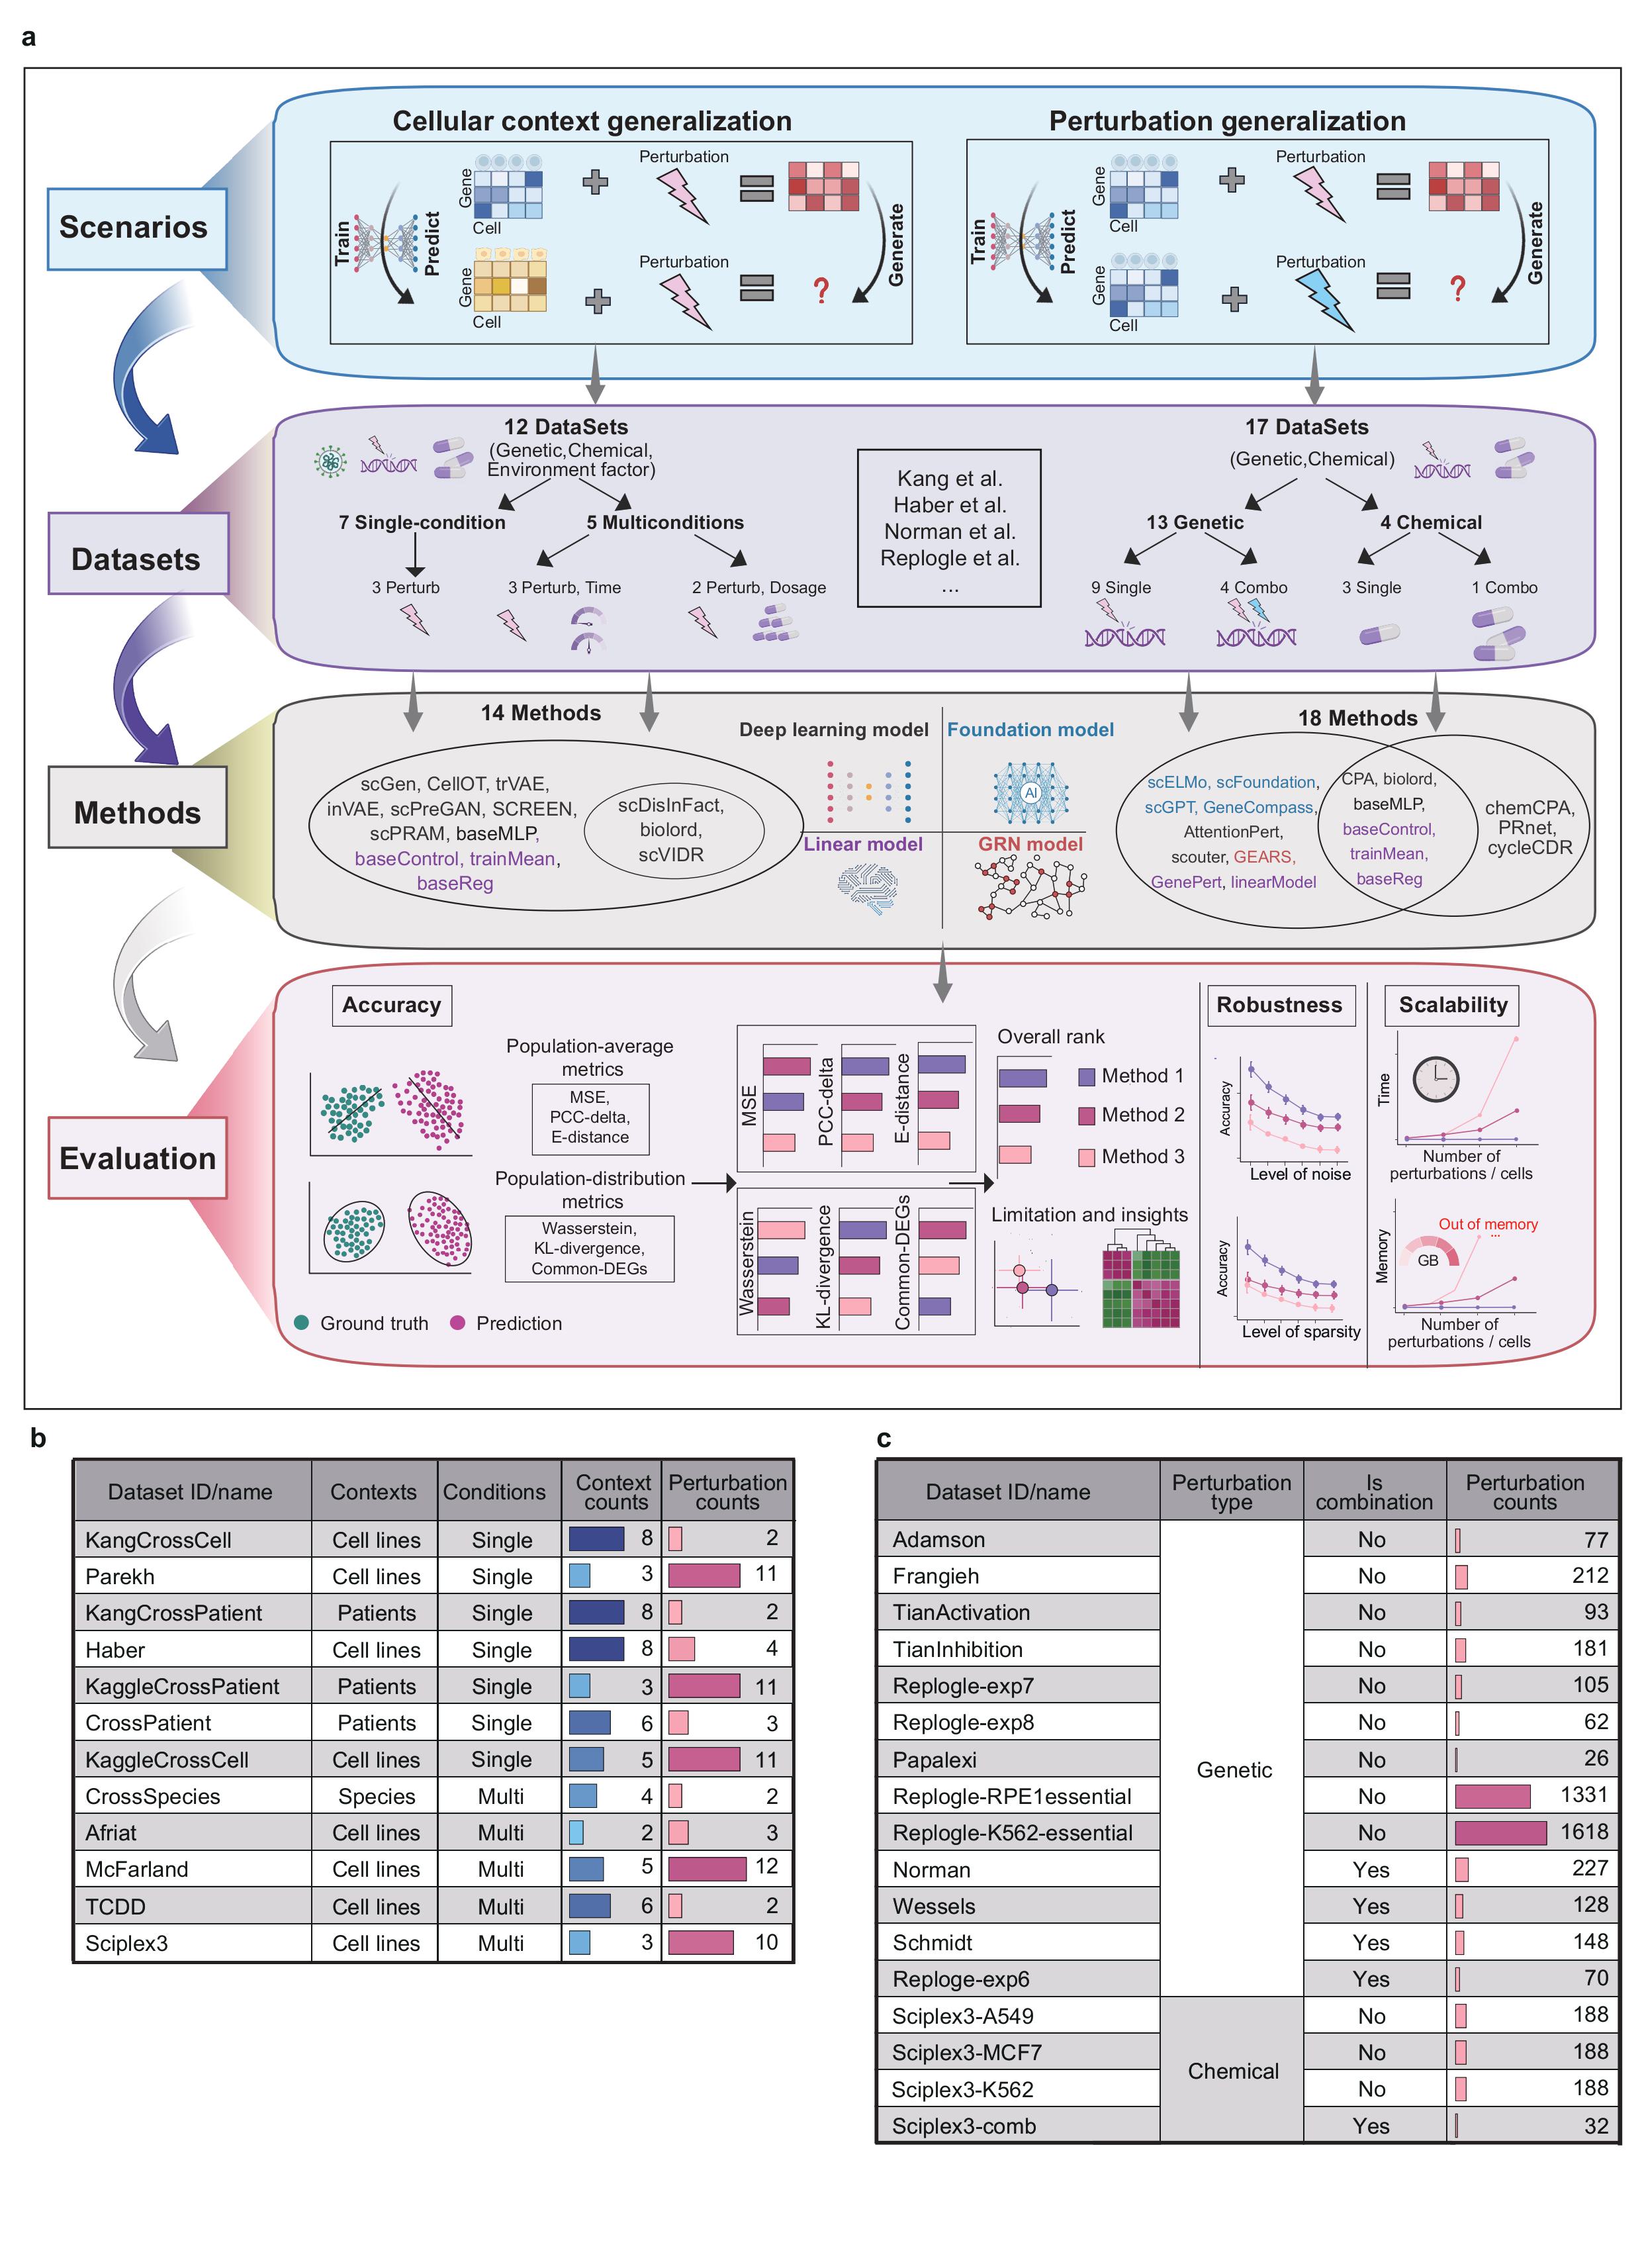 a
Scenarios
Cellular context generalization
Train
Predict
Gene
Cell
Perturbation
Gene
Cell
Perturbation
?
Generate
Perturbation generalization
Train
Predict
Gene
Cell
Perturbation
Gene
Cell
Perturbation
?
Generate
Datasets
12 DataSets
(Genetic,Chemical,
Environment factor)
7 Single-condition
5 Multiconditions
3 Perturb
3 Perturb, Time
2 Perturb, Dosage
Kang et al.
Haber et al.
Norman et al.
Replogle et al.
...
17 DataSets
(Genetic,Chemical)
13 Genetic
4 Chemical
9 Single
4 Combo
3 Single
1 Combo
Methods
14 Methods
scGen, CellOT, trVAE,
inVAE, scPreGAN, SCREEN,
scPRAM, baseMLP,
baseControl, trainMean,
baseReg
scDisInFact,
biolord,
scVIDR
Deep learning model
Foundation model
AI
Linear model
GRN model
18 Methods
scELMo, scFoundation,
scGPT, GeneCompass,
AttentionPert,
scouter, GEARS,
GenePert, linearModel
CPA, biolord,
baseMLP,
baseControl,
trainMean,
baseReg
chemCPA,
PRnet,
cycleCDR
Evaluation
Accuracy
Population-average
metrics
MSE,
PCC-delta,
E-distance
Population-distribution
metrics
Wasserstein,
KL-divergence,
Common-DEGs
Ground truth
Prediction
MSE
PCC-delta
E-distance
Wasserstein
KL-divergence
Common-DEGs
Overall rank
Method 1
Method 2
Method 3
Limitation and insights
Robustness
Accuracy
Level of noise
Accuracy
Level of sparsity
Scalability
Time
Number of
perturbations / cells
Memory
Out of memory
...
GB
Number of
perturbations / cells
b
Dataset ID/name Contexts Conditions Context counts Perturbation counts
KangCrossCell Cell lines Single 8 2
Parekh Cell lines Single 3 11
KangCrossPatient Patients Single 8 2
Haber Cell lines Single 8 4
KaggleCrossPatient Patients Single 3 11
CrossPatient Patients Single 6 3
KaggleCrossCell Cell lines Single 5 11
CrossSpecies Species Multi 4 2
Afriat Cell lines Multi 2 3
McFarland Cell lines Multi 5 12
TCDD Cell lines Multi 6 2
Sciplex3 Cell lines Multi 3 10
c
Dataset ID/name Perturbation type Is combination Perturbation counts
Adamson No 77
Frangieh No 212
TianActivation No 93
TianInhibition No 181
Replogle-exp7 No 105
Replogle-exp8 No 62
Papalexi No 26
Genetic
Replogle-RPE1essential No 1331
Replogle-K562-essential No 1618
Norman Yes 227
Wessels Yes 128
Schmidt Yes 148
Reploge-exp6 Yes 70
Sciplex3-A549 No 188
Sciplex3-MCF7 No 188
Chemical
Sciplex3-K562 No 188
Sciplex3-comb Yes 32